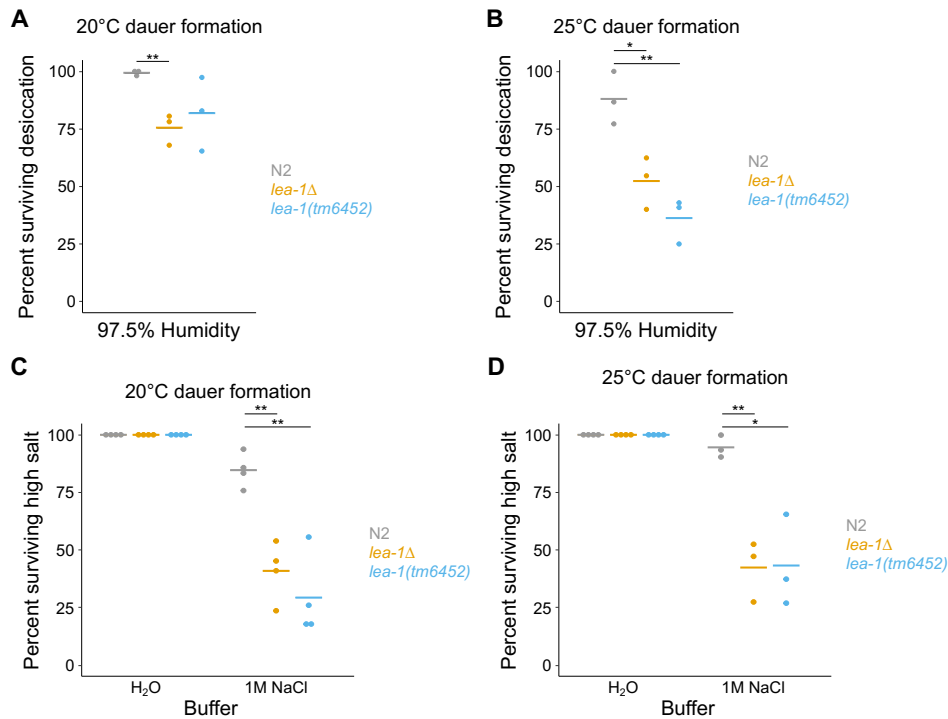 A
20°C dauer formation
**
Percent surviving desiccation
100
75
50
25
0
97.5% Humidity
N2
lea-1Δ
lea-1(tm6452)
B
25°C dauer formation
*
**
Percent surviving desiccation
100
75
50
25
0
97.5% Humidity
N2
lea-1Δ
lea-1(tm6452)
C
20°C dauer formation
**
**
Percent surviving high salt
100
75
50
25
0
H₂O
1M NaCl
Buffer
N2
lea-1Δ
lea-1(tm6452)
D
25°C dauer formation
**
*
Percent surviving high salt
100
75
50
25
0
H₂O
1M NaCl
Buffer
N2
lea-1Δ
lea-1(tm6452)